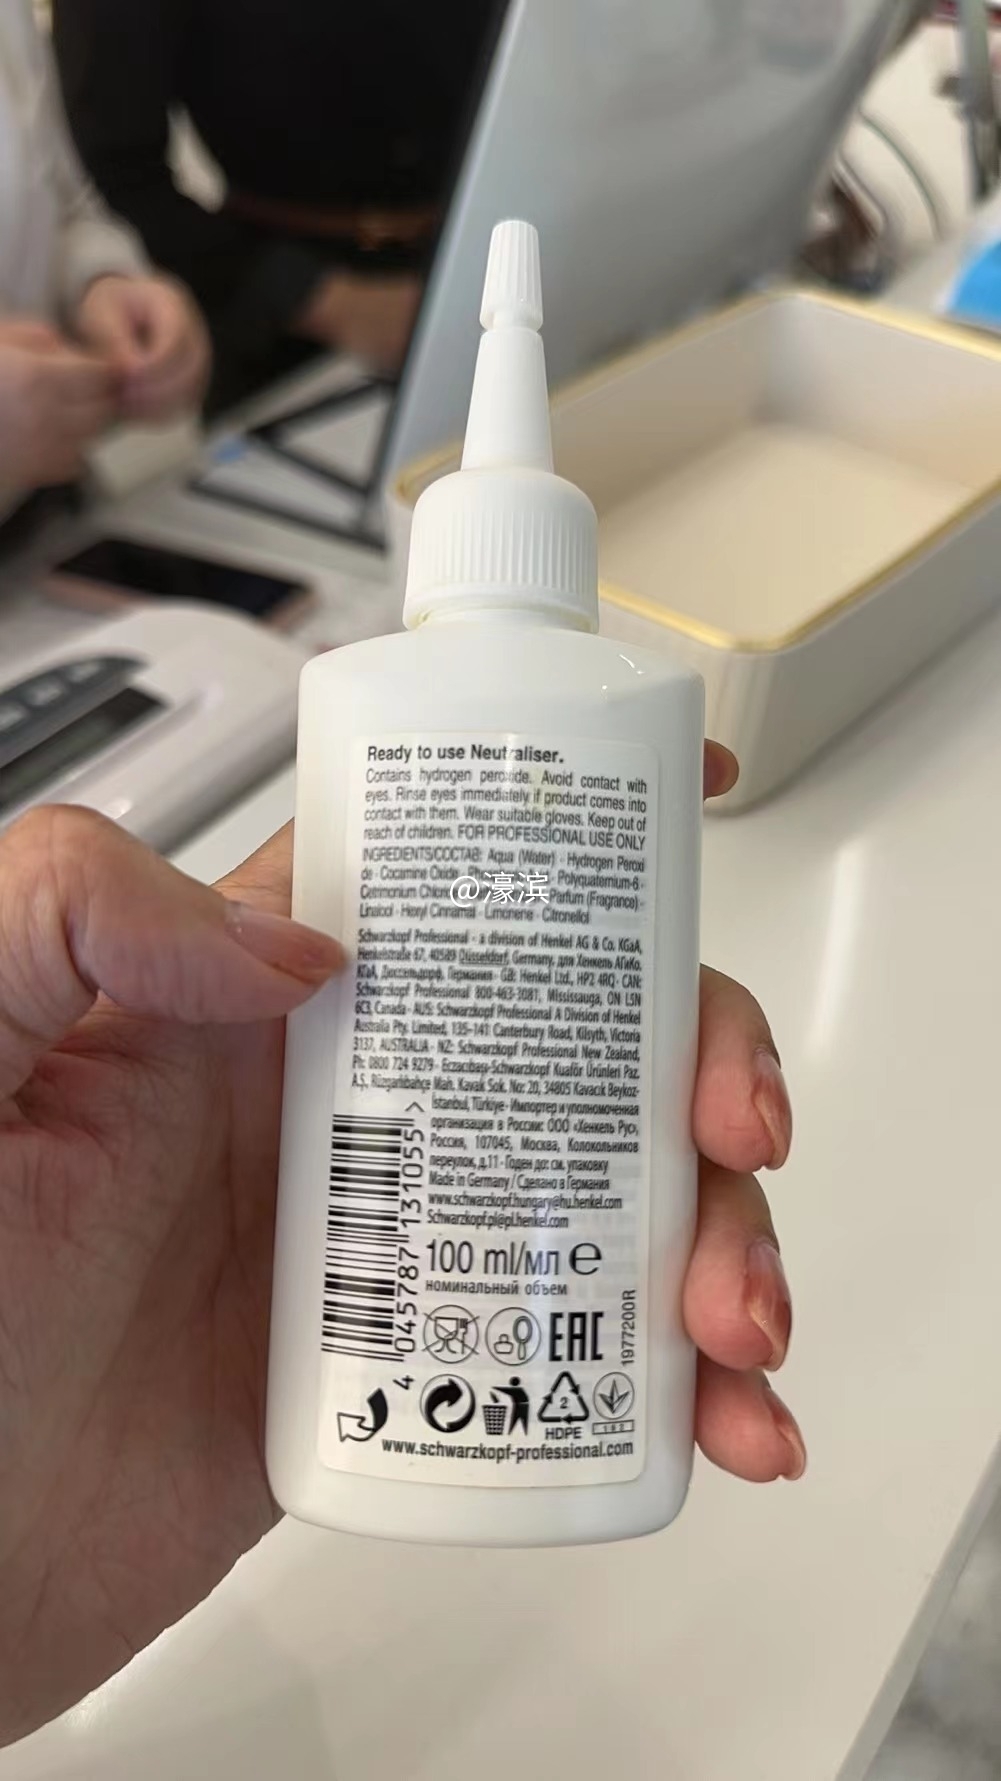 Ready to use Neutraliser.
Contains hydrogen peroxide. Avoid contact with
eyes. Rinse eyes immediately if product comes into
contact with them. Wear suitable gloves. Keep out of
reach of children. FOR PROFESSIONAL USE ONLY
INGREDIENTS/СОСТАВ: Aqua (Water) · Hydrogen Peroxi
de · Cocamine Oxide · Polyquaternium-6 ·
Cetrimonium Parfum (Fragrance) ·
Linalool · Hexyl Cinnamal · Limonene · Citronellol
@濠滨
Schwarzkopf Professional - a division of Henkel AG & Co. KGaA,
Henkelstraße 67, 40589 Düsseldorf, Germany. для Хенкель АГиКо.
КГаА, Дюссельдорф, Германия · GB: Henkel Ltd., HP2 4RQ · CAN:
Schwarzkopf Professional 800-463-3081, Mississauga, ON L5N
6C3, Canada · AUS: Schwarzkopf Professional A Division of Henkel
Australia Pty. Limited, 135-141 Canterbury Road, Kilsyth, Victoria
3137, AUSTRALIA · NZ: Schwarzkopf Professional New Zealand,
Ph: 0800 724 9279 · Eczacıbaşı-Schwarzkopf Kuaför Ürünleri Paz.
A.Ş. Rüzgarlıbahçe Mah. Kavak Sok. No: 20, 34805 Kavacık Beykoz-
İstanbul, Türkiye · Импортер и уполномоченная
организация в России: ООО «Хенкель Рус»,
Россия, 107045, Москва, Колокольников
переулок, д.11 · Годен до: см. упаковку
Made in Germany / Сделано в Германии
www.schwarzkopf.hungary@hu.henkel.com
Schwarzkopf.pl@pl.henkel.com
4 045787 131055 >
100 ml/мл e
номинальный объем
EAC
1977200R
2
HDPE
www.schwarzkopf-professional.com